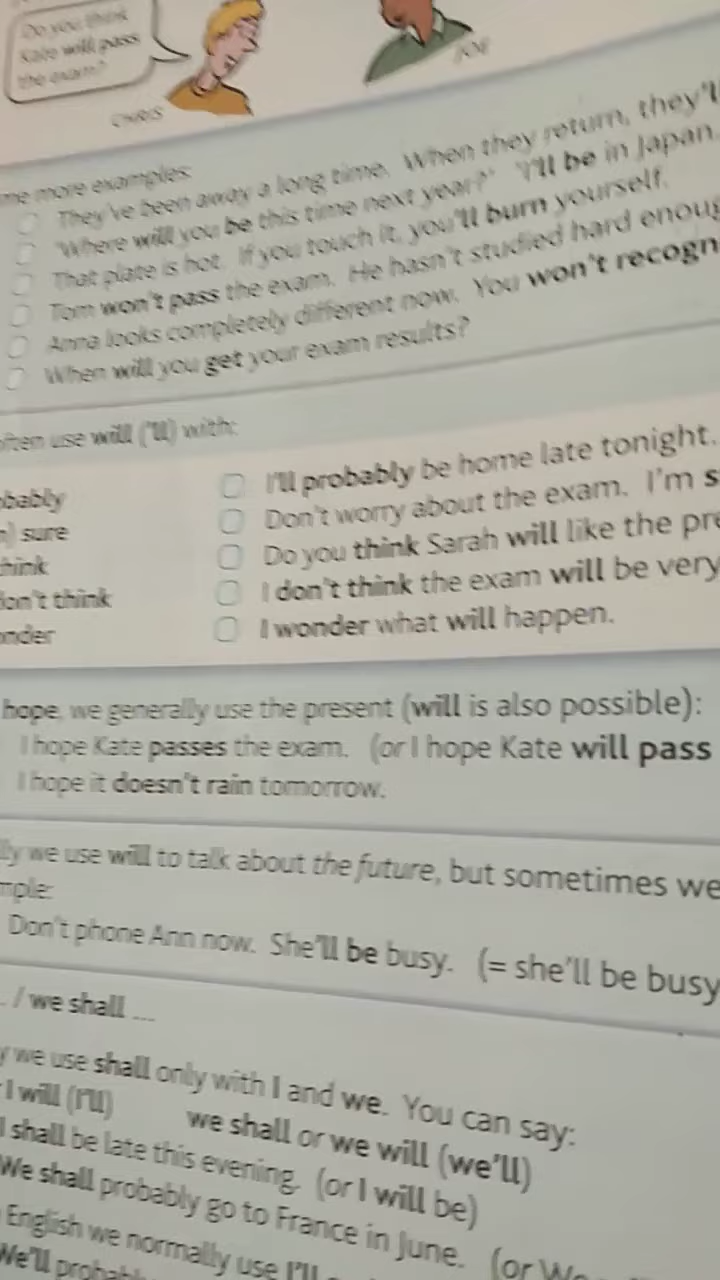 Do you think
Kate will pass
the exam?
CHRIS
JOE
me more examples:
They've been away a long time. When they return, they'l
'Where will you be this time next year?' 'I'll be in Japan.
That plate is hot. If you touch it, you'll burn yourself.
Tom won't pass the exam. He hasn't studied hard enoug
Anna looks completely different now. You won't recogn
When will you get your exam results?
often use will ('ll) with:
bably
I'll probably be home late tonight.
) sure
Don't worry about the exam. I'm s
hink
Do you think Sarah will like the pre
don't think
I don't think the exam will be very
onder
I wonder what will happen.
hope, we generally use the present (will is also possible):
I hope Kate passes the exam. (or I hope Kate will pass
I hope it doesn't rain tomorrow.
lly we use will to talk about the future, but sometimes we
mple:
Don't phone Ann now. She'll be busy. (= she'll be busy
. / we shall ...
y we use shall only with I and we. You can say:
I will (I'll) we shall or we will (we'll)
I shall be late this evening. (or I will be)
We shall probably go to France in June. (or We
English we normally use I'll
We'll probabl